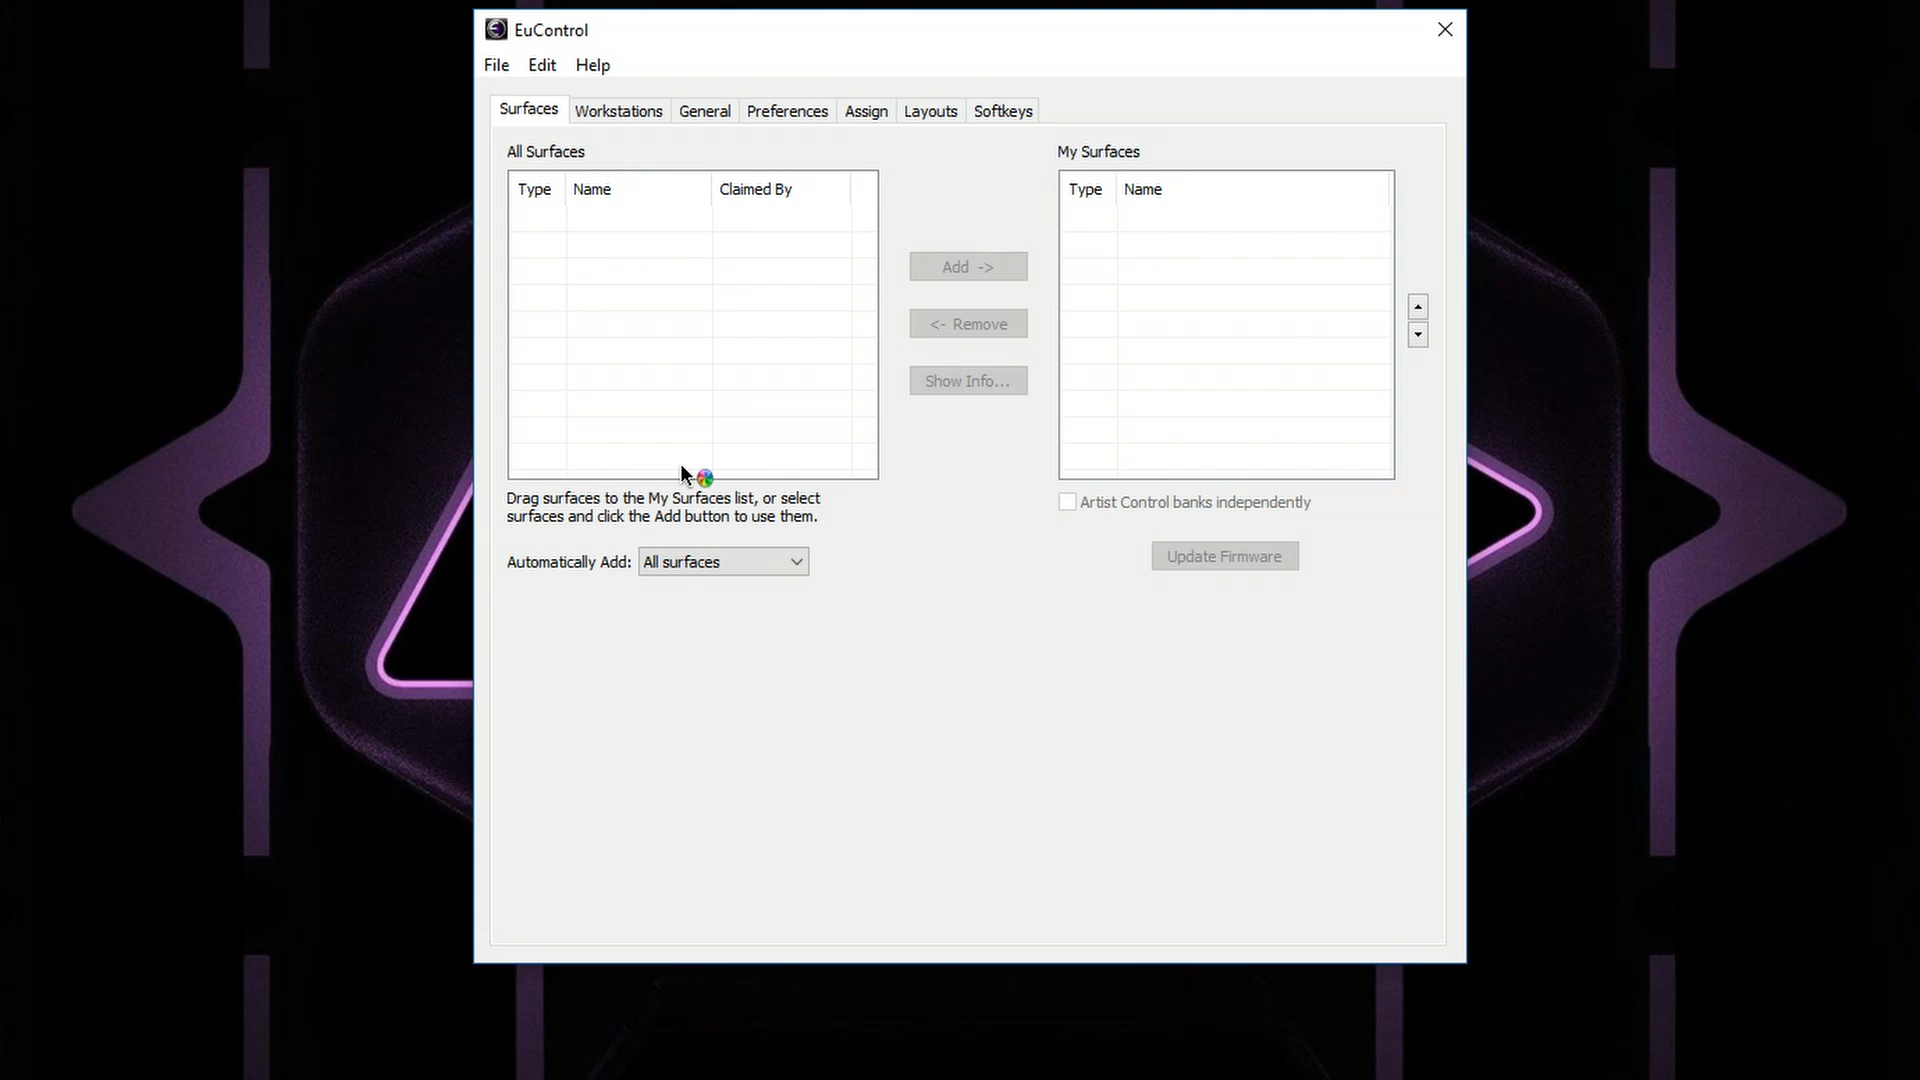 EuControl
File Edit Help
Surfaces Workstations General Preferences Assign Layouts Softkeys
All Surfaces
Type Name Claimed By
Add ->
<- Remove
Show Info...
My Surfaces
Type Name
Drag surfaces to the My Surfaces list, or select
surfaces and click the Add button to use them.
Automatically Add: All surfaces
Artist Control banks independently
Update Firmware